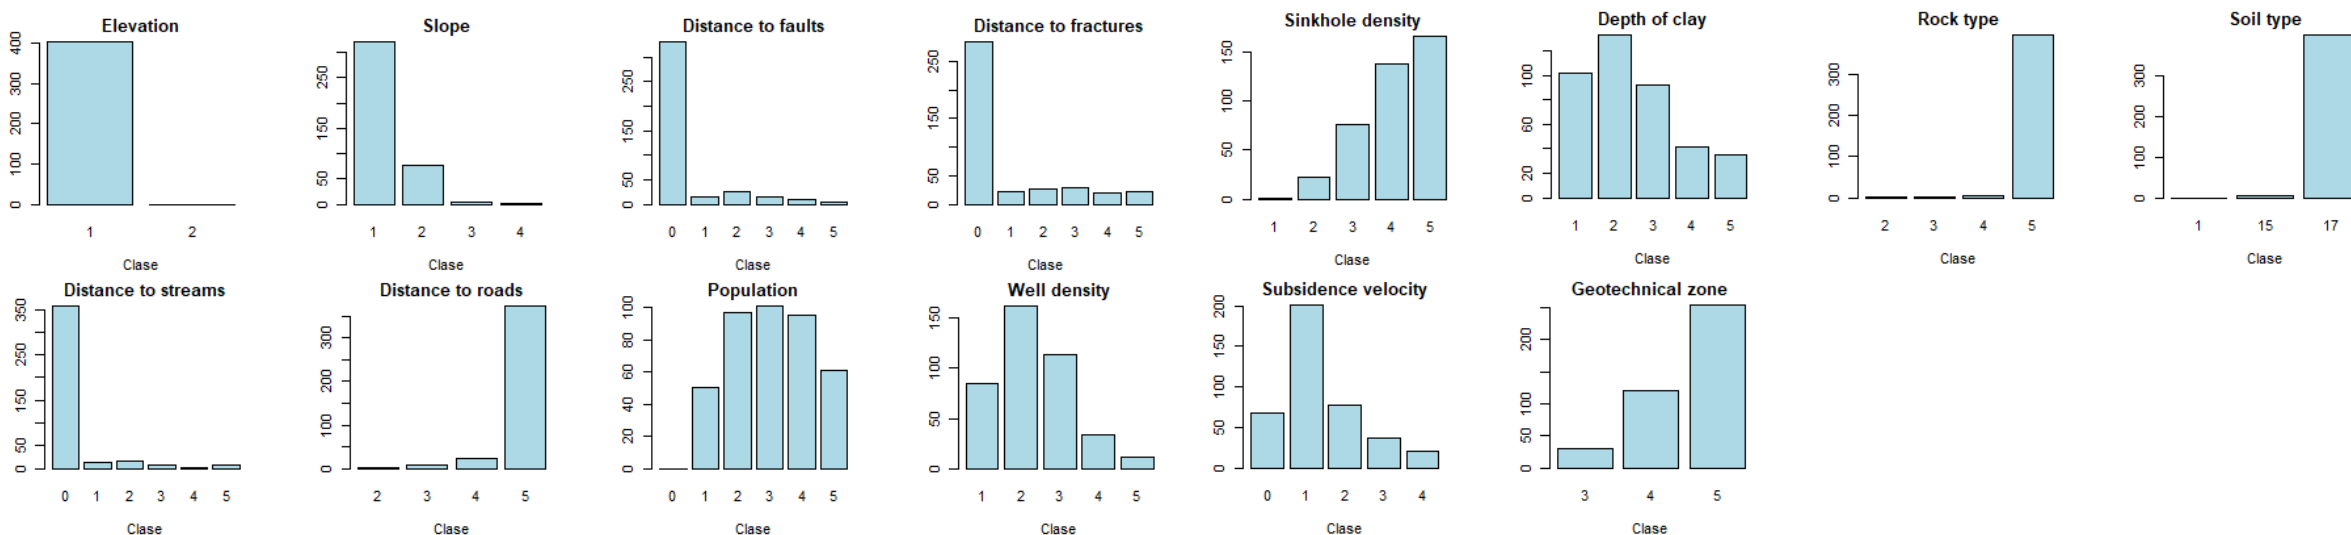 Elevation
400
300
200
100
0
1 2
Clase
Slope
250
150
50
0
1 2 3 4
Clase
Distance to faults
250
150
50
0
0 1 2 3 4 5
Clase
Distance to fractures
250
150
50
0
0 1 2 3 4 5
Clase
Sinkhole density
150
50
0
1 2 3 4 5
Clase
Depth of clay
100
60
20
0
1 2 3 4 5
Clase
Rock type
300
200
100
0
2 3 4 5
Clase
Soil type
300
200
100
0
1 15 17
Clase
Distance to streams
350
250
150
50
0
0 1 2 3 4 5
Clase
Distance to roads
300
200
100
0
2 3 4 5
Clase
Population
100
80
60
40
20
0
0 1 2 3 4 5
Clase
Well density
150
100
50
0
1 2 3 4 5
Clase
Subsidence velocity
200
150
100
50
0
0 1 2 3 4
Clase
Geotechnical zone
200
100
50
0
3 4 5
Clase